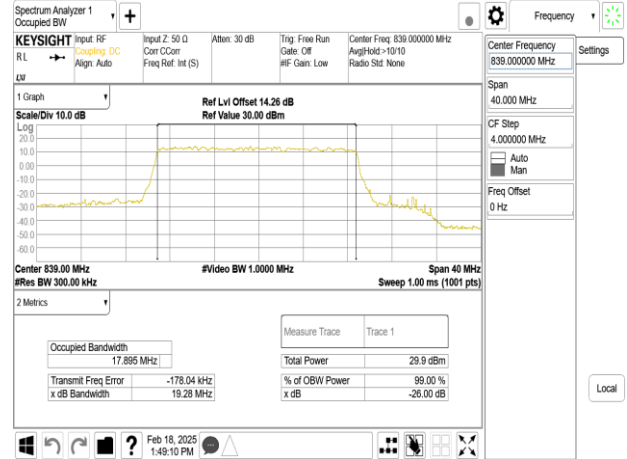 Spectrum Analyzer 1
Occupied BW
Frequency
KEYSIGHT
RL
LXI
Input: RF
Coupling: DC
Align: Auto
Input Z: 50 Ω
Corr CCorr
Freq Ref: Int (S)
Atten: 30 dB
Trig: Free Run
Gate: Off
#IF Gain: Low
Center Freq: 839.000000 MHz
Avg|Hold:>10/10
Radio Std: None
Center Frequency
839.000000 MHz
Settings
Span
40.000 MHz
CF Step
4.000000 MHz
Auto
Man
Freq Offset
0 Hz
Local
1 Graph
Scale/Div 10.0 dB
Ref Lvl Offset 14.26 dB
Ref Value 30.00 dBm
Log
20.0
10.0
0.00
-10.0
-20.0
-30.0
-40.0
-50.0
-60.0
Center 839.00 MHz
#Video BW 1.0000 MHz
Span 40 MHz
#Res BW 300.00 kHz
Sweep 1.00 ms (1001 pts)
2 Metrics
Measure Trace
Trace 1
Occupied Bandwidth
17.895 MHz
Total Power
29.9 dBm
Transmit Freq Error
-178.04 kHz
% of OBW Power
99.00 %
x dB Bandwidth
19.28 MHz
x dB
-26.00 dB
?
Feb 18, 2025
1:49:10 PM